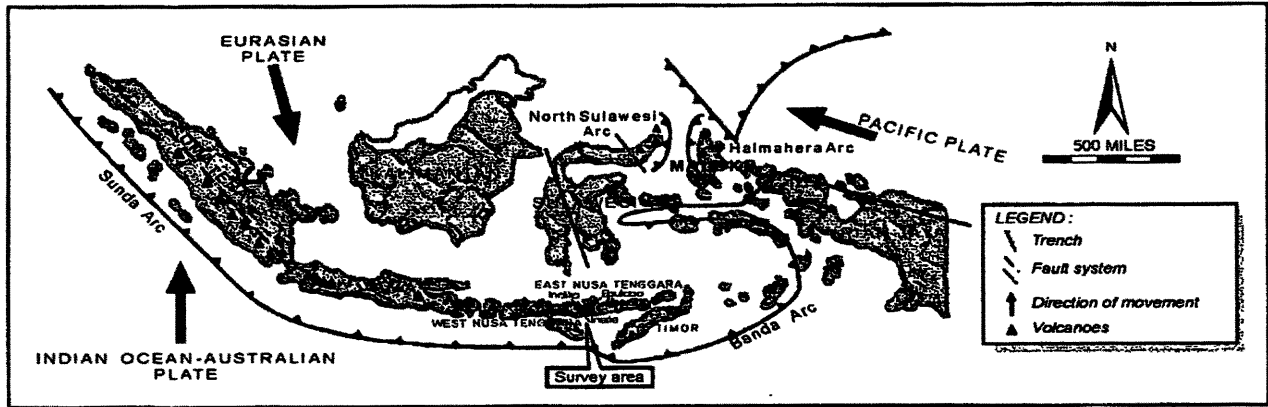 EURASIAN
PLATE
North Sulawesi
Arc
PACIFIC PLATE
Halmahera Arc
N
500 MILES
Sunda Arc
LEGEND :
Trench
Fault system
Direction of movement
Volcanoes
EAST NUSA TENGGARA
WEST NUSA
TIMOR
Banda Arc
INDIAN OCEAN-AUSTRALIAN
PLATE
Survey area